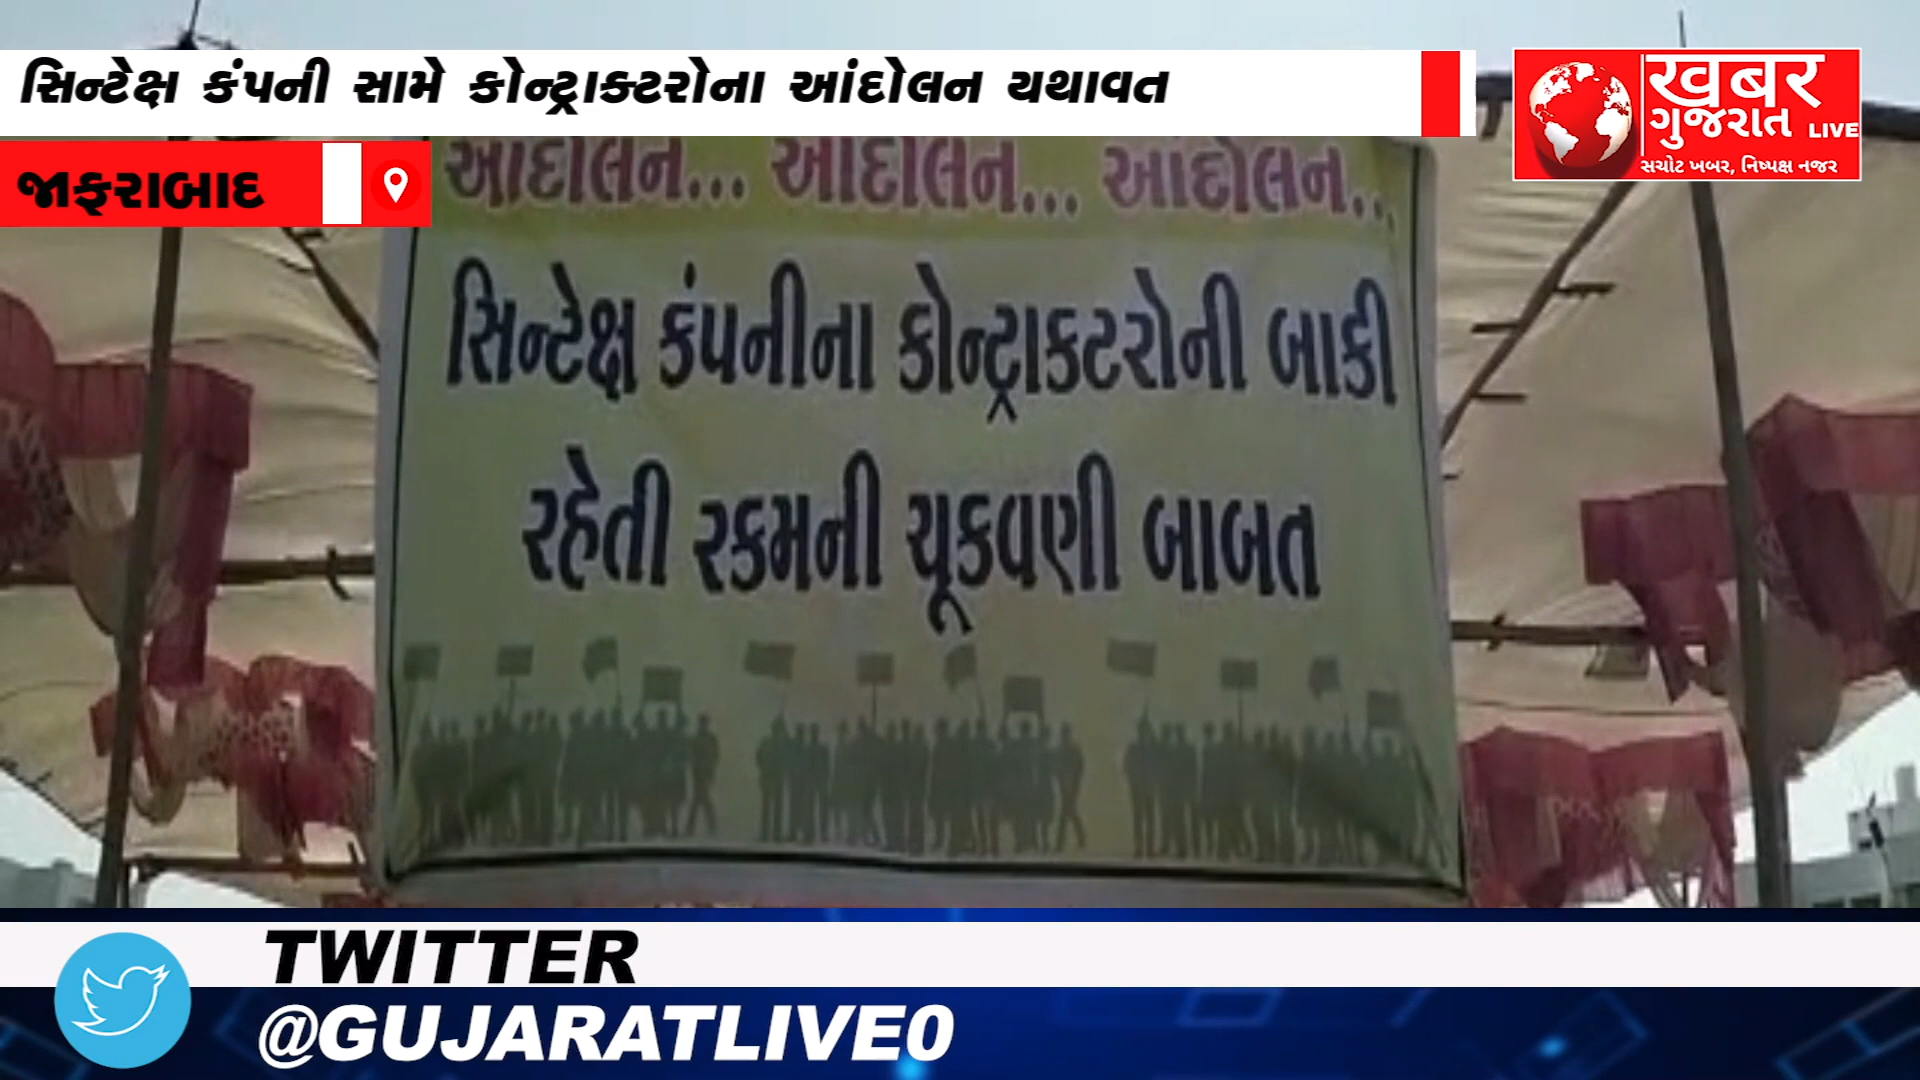 સિન્ટેક્ષ કંપની સામે કોન્ટ્રાક્ટરોના આંદોલન યથાવત
ख़बर
ગુજરાત LIVE
સચોટ ખબર, નિષ્પક્ષ નજર
જાફરાબાદ
આંદોલન... આંદોલન... આંદોલન...
સિન્ટેક્ષ કંપનીના કોન્ટ્રાકટરોની બાકી
રહેતી રકમની ચૂકવણી બાબત
TWITTER
@GUJARATLIVE0